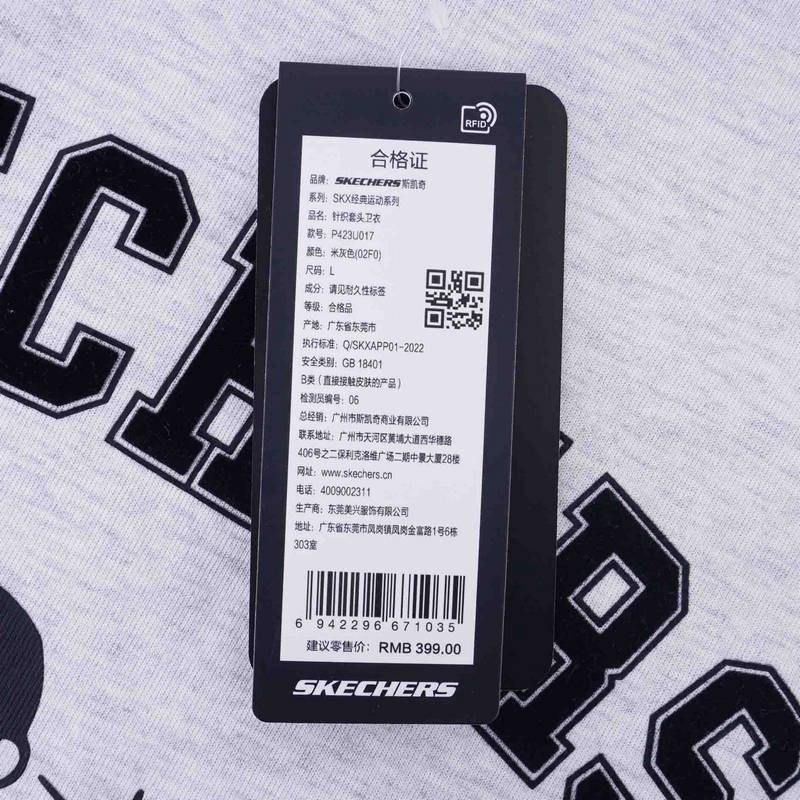 RFID
合格证
品牌: SKECHERS斯凯奇
系列: SKX经典运动系列
品名: 针织套头卫衣
款号: P423U017
颜色: 米灰色(02F0)
尺码: L
成分: 请见耐久性标签
等级: 合格品
产地: 广东省东莞市
执行标准: Q/SKXAPP01-2022
安全类别: GB 18401
B类(直接接触皮肤的产品)
检测员编号: 06
总经销: 广州市斯凯奇商业有限公司
联系地址: 广州市天河区黄埔大道西华穗路
406号之二保利克洛维广场二期中景大厦28楼
网址: www.skechers.cn
电话: 4009002311
生产商: 东莞美兴服饰有限公司
地址: 广东省东莞市凤岗镇凤岗金富路1号6栋
303室
6 942296 671035
建议零售价: RMB 399.00
SKECHERS